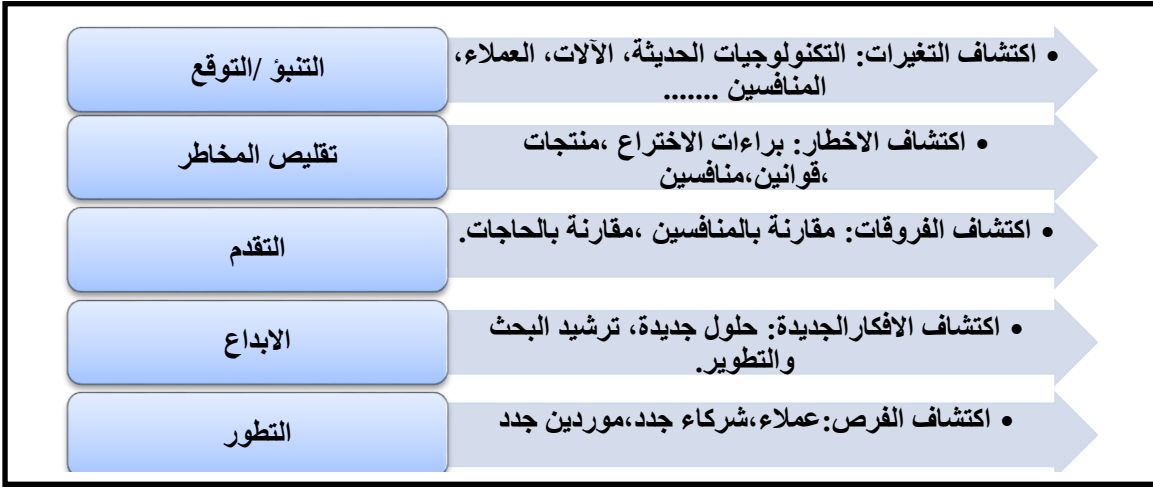 التنبؤ /التوقع
• اكتشاف التغيرات: التكنولوجيات الحديثة، الآلات، العملاء،
المنافسين .......
تقليص المخاطر
• اكتشاف الاخطار: براءات الاختراع ،منتجات
،قوانين،منافسين
التقدم
• اكتشاف الفروقات: مقارنة بالمنافسين ،مقارنة بالحاجات.
الابداع
• اكتشاف الافكارالجديدة: حلول جديدة، ترشيد البحث
والتطوير.
التطور
• اكتشاف الفرص:عملاء،شركاء جدد،موردين جدد